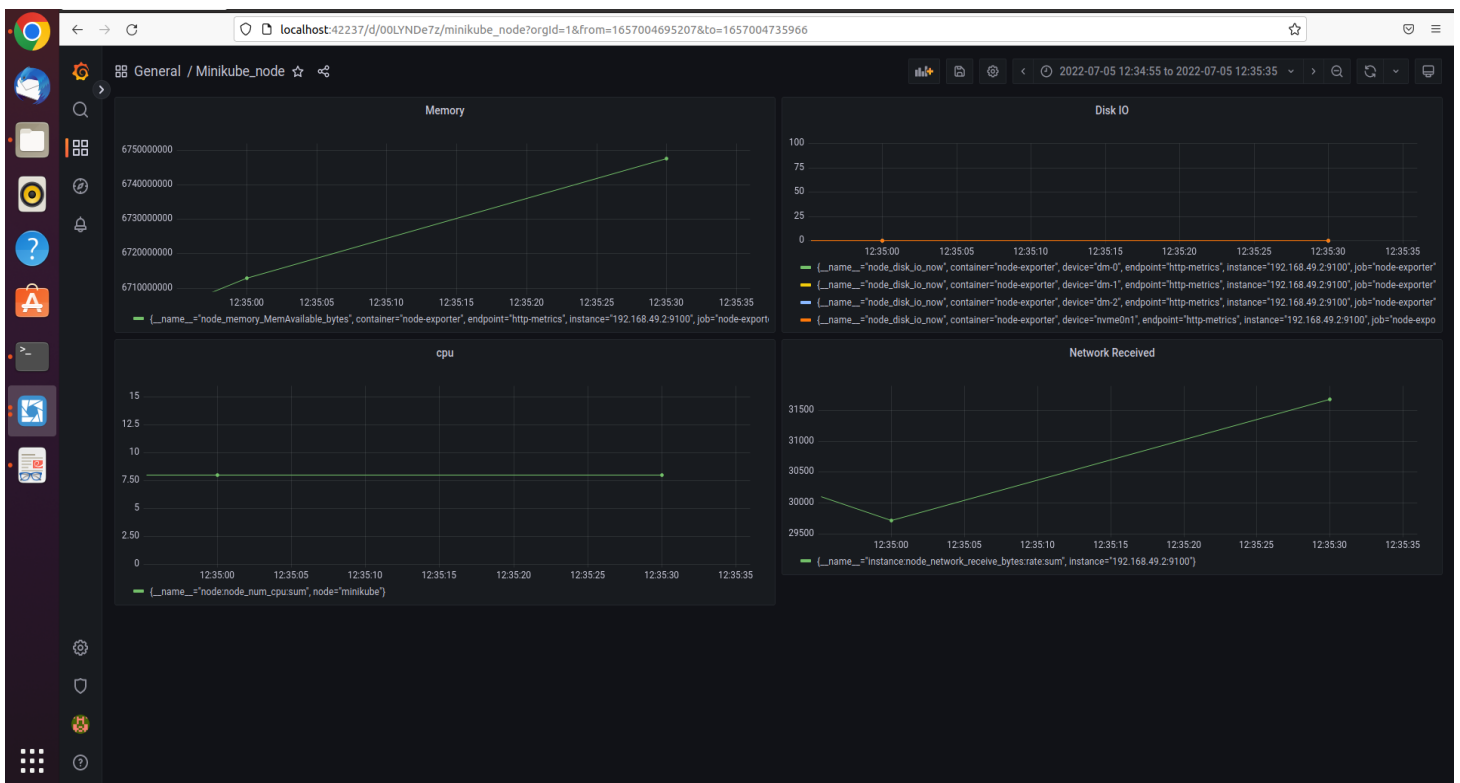 localhost:42237/d/00LYNDe7z/minikube_node?orgId=1&from=1657004695207&to=1657004735966
General / Minikube_node
2022-07-05 12:34:55 to 2022-07-05 12:35:35
Memory
6750000000
6740000000
6730000000
6720000000
6710000000
12:35:00 12:35:05 12:35:10 12:35:15 12:35:20 12:35:25 12:35:30 12:35:35
{__name__="node_memory_MemAvailable_bytes", container="node-exporter", endpoint="http-metrics", instance="192.168.49.2:9100", job="node-export
Disk IO
100
75
50
25
0
12:35:00 12:35:05 12:35:10 12:35:15 12:35:20 12:35:25 12:35:30 12:35:35
{__name__="node_disk_io_now", container="node-exporter", device="dm-0", endpoint="http-metrics", instance="192.168.49.2:9100", job="node-exporter"
{__name__="node_disk_io_now", container="node-exporter", device="dm-1", endpoint="http-metrics", instance="192.168.49.2:9100", job="node-exporter"
{__name__="node_disk_io_now", container="node-exporter", device="dm-2", endpoint="http-metrics", instance="192.168.49.2:9100", job="node-exporter"
{__name__="node_disk_io_now", container="node-exporter", device="nvme0n1", endpoint="http-metrics", instance="192.168.49.2:9100", job="node-expo
cpu
15
12.5
10
7.50
5
2.50
0
12:35:00 12:35:05 12:35:10 12:35:15 12:35:20 12:35:25 12:35:30 12:35:35
{__name__="node:node_num_cpu:sum", node="minikube"}
Network Received
31500
31000
30500
30000
29500
12:35:00 12:35:05 12:35:10 12:35:15 12:35:20 12:35:25 12:35:30 12:35:35
{__name__="instance:node_network_receive_bytes:rate:sum", instance="192.168.49.2:9100"}